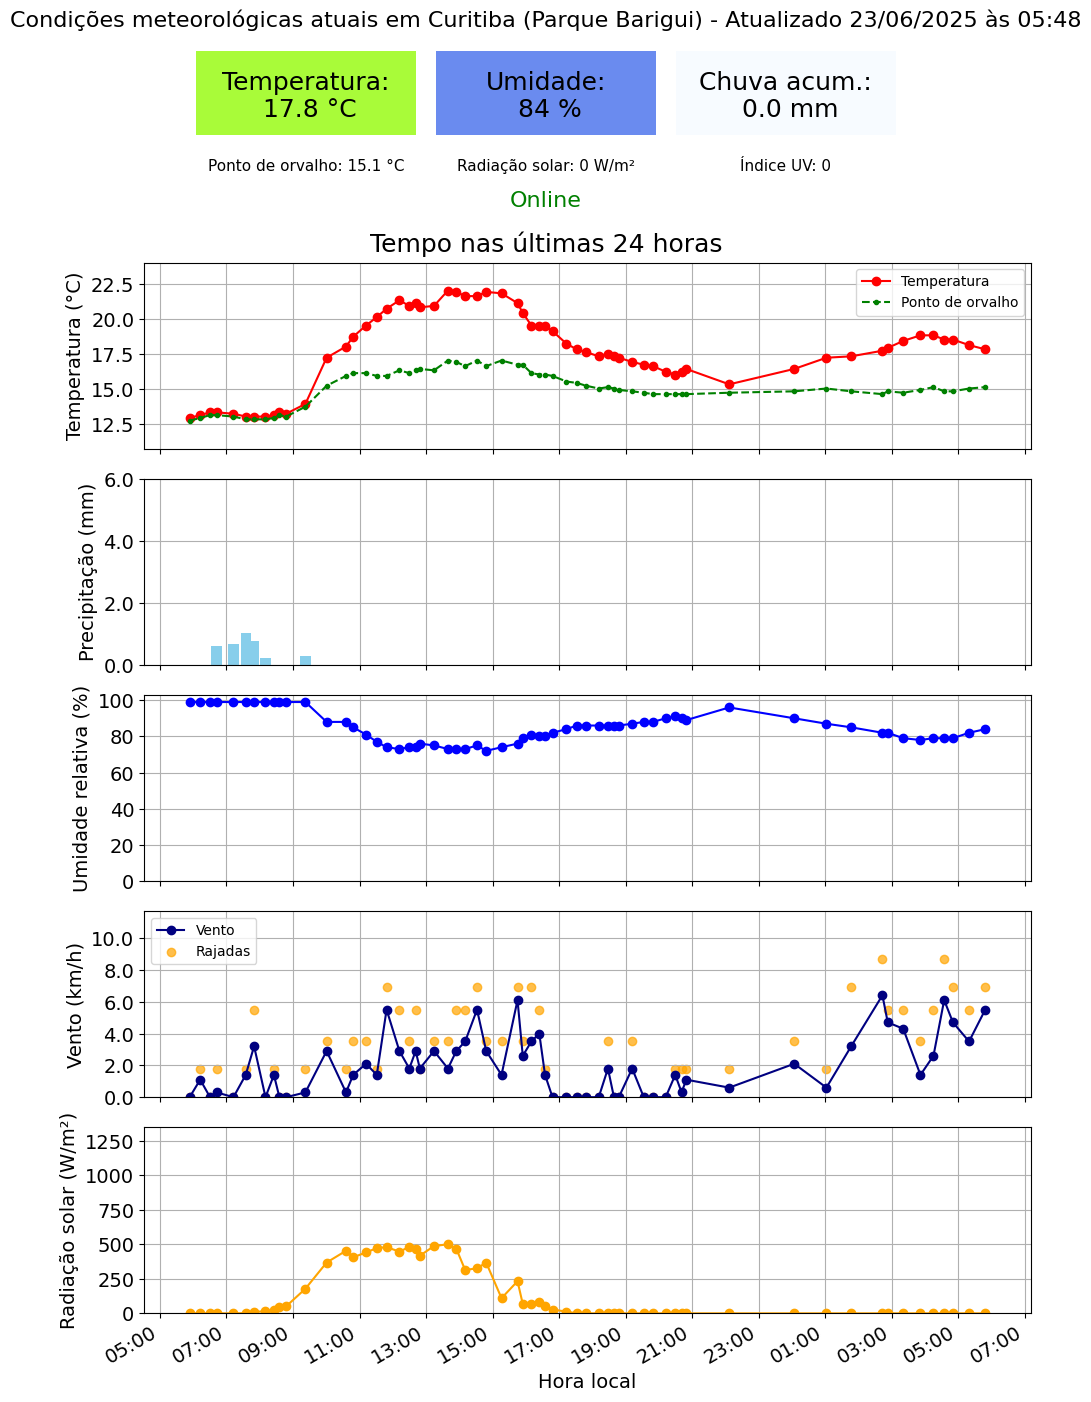 Condições meteorológicas atuais em Curitiba (Parque Barigui) - Atualizado 23/06/2025 às 05:48
Temperatura:
17.8 °C
Umidade:
84 %
Chuva acum.:
0.0 mm
Ponto de orvalho: 15.1 °C
Radiação solar: 0 W/m²
Índice UV: 0
Online
Tempo nas últimas 24 horas
Temperatura (°C)
22.5
20.0
17.5
15.0
12.5
Temperatura
Ponto de orvalho
Precipitação (mm)
6.0
4.0
2.0
0.0
Umidade relativa (%)
100
80
60
40
20
0
Vento (km/h)
10.0
8.0
6.0
4.0
2.0
0.0
Vento
Rajadas
Radiação solar (W/m²)
1250
1000
750
500
250
0
05:00
07:00
09:00
11:00
13:00
15:00
17:00
19:00
21:00
23:00
01:00
03:00
05:00
07:00
Hora local